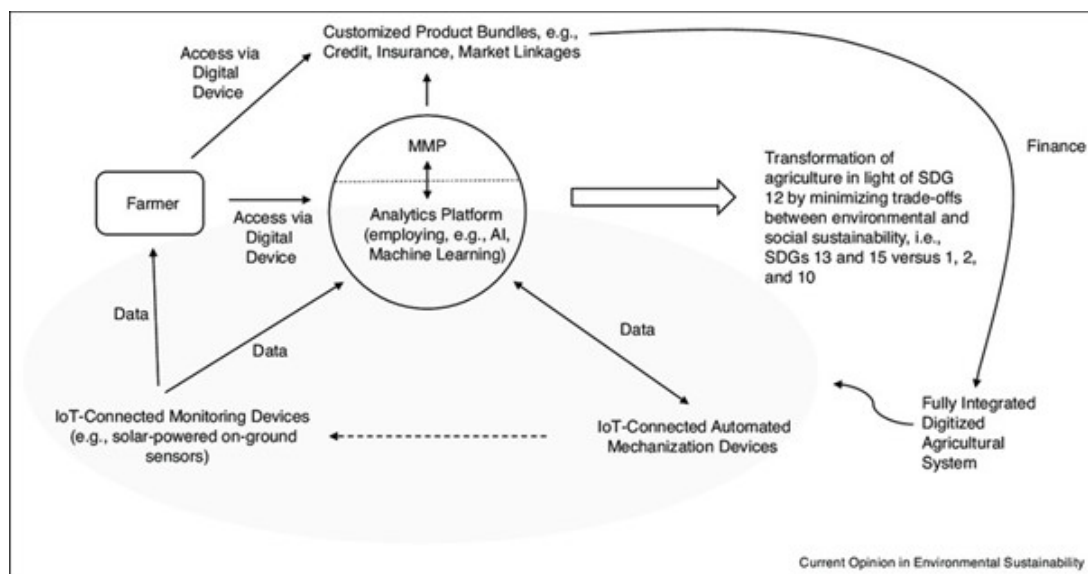 Customized Product Bundles, e.g.,
Credit, Insurance, Market Linkages
Access via
Digital
Device
Finance
MMP
Farmer
Access via
Digital
Device
Analytics Platform
(employing, e.g., AI,
Machine Learning)
Transformation of
agriculture in light of SDG
12 by minimizing trade-offs
between environmental and
social sustainability, i.e.,
SDGs 13 and 15 versus 1, 2,
and 10
Data
Data
Data
IoT-Connected Monitoring Devices
(e.g., solar-powered on-ground
sensors)
IoT-Connected Automated
Mechanization Devices
Fully Integrated
Digitized
Agricultural
System
Current Opinion in Environmental Sustainability